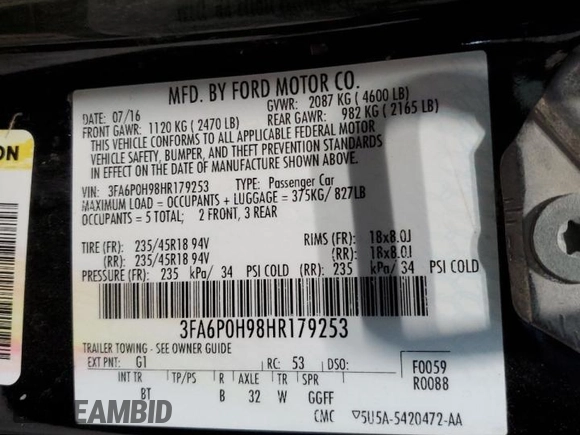 MFD. BY FORD MOTOR CO.
DATE: 07/16 GVWR: 2087 KG (4600 LB)
FRONT GAWR: 1120 KG (2470 LB) REAR GAWR: 982 KG (2165 LB)
THIS VEHICLE CONFORMS TO ALL APPLICABLE FEDERAL MOTOR
VEHICLE SAFETY, BUMPER, AND THEFT PREVENTION STANDARDS
IN EFFECT ON THE DATE OF MANUFACTURE SHOWN ABOVE.
VIN: 3FA6P0H98HR179253 TYPE: Passenger Car
MAXIMUM LOAD = OCCUPANTS + LUGGAGE = 375KG/ 827LB
OCCUPANTS = 5 TOTAL; 2 FRONT, 3 REAR
TIRE (FR): 235/45R18 94V RIMS (FR): 18x8.0J
(RR): 235/45R18 94V (RR): 18x8.0J
PRESSURE (FR): 235 kPa/ 34 PSI COLD (RR): 235 kPa/ 34 PSI COLD
3FA6P0H98HR179253
TRAILER TOWING - SEE OWNER GUIDE
EXT PNT: G1 RC: 53 DSO: F0059
R0088
INT TR TP/PS R AXLE TR SPR
BT B 32 W GGFF
CMC 5U5A-5420472-AA
EAMBID
ON